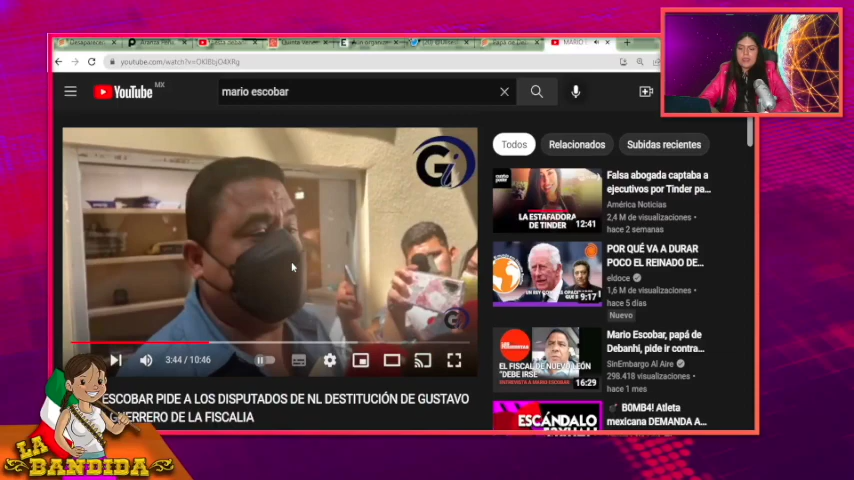 youtube.com/watch?v=OKlBbjO4XRg
YouTube MX
mario escobar
Gi
3:44 / 10:46
ESCOBAR PIDE A LOS DISPUTADOS DE NL DESTITUCIÓN DE GUSTAVO
GUERRERO DE LA FISCALIA
Todos
Relacionados
Subidas recientes
LA ESTAFADORA
DE TINDER
12:41
Falsa abogada captaba a
ejecutivos por Tinder pa...
América Noticias
2,4 M de visualizaciones •
hace 2 semanas
9:17
POR QUÉ VA A DURAR
POCO EL REINADO DE...
eldoce
1,6 M de visualizaciones •
hace 5 días
Nuevo
EL FISCAL DE NUEVO LEÓN
"DEBE IRSE
ENTREVISTA A MARIO ESCOBAR
16:29
Mario Escobar, papá de
Debanhi, pide ir contra...
SinEmbargo Al Aire
298.418 visualizaciones •
hace 1 mes
ESCÁNDALO
B0MB4! Atleta
mexicana DEMANDA A...
LA
BANDIDA